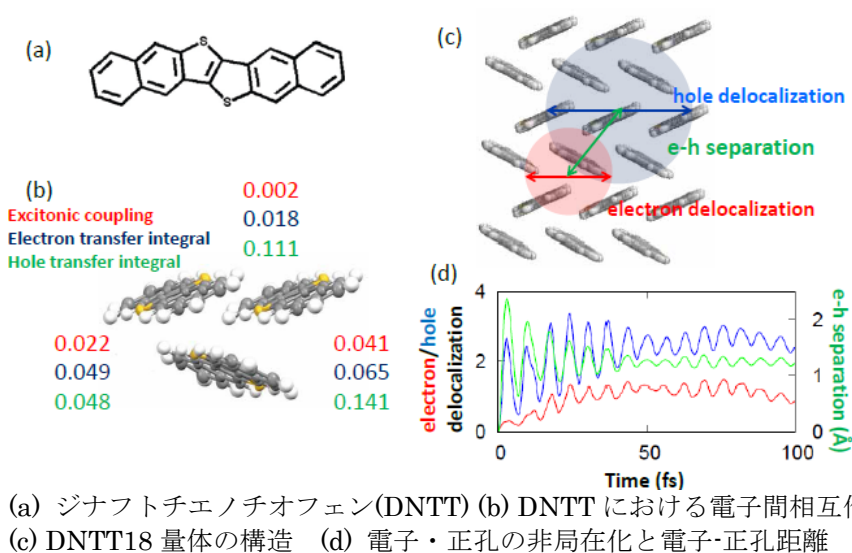 (a)
S
S
(b)
Excitonic coupling
Electron transfer integral
Hole transfer integral
0.002
0.018
0.111
0.022
0.049
0.048
0.041
0.065
0.141
(c)
hole delocalization
e-h separation
electron delocalization
(d)
electron/hole
delocalization
4
2
0
0
50
100
Time (fs)
2
1
0
e-h separation (Å)
(a) ジナフトチエノチオフェン(DNTT) (b) DNTT における電子間相互作
(c) DNTT18 量体の構造 (d) 電子・正孔の非局在化と電子-正孔距離